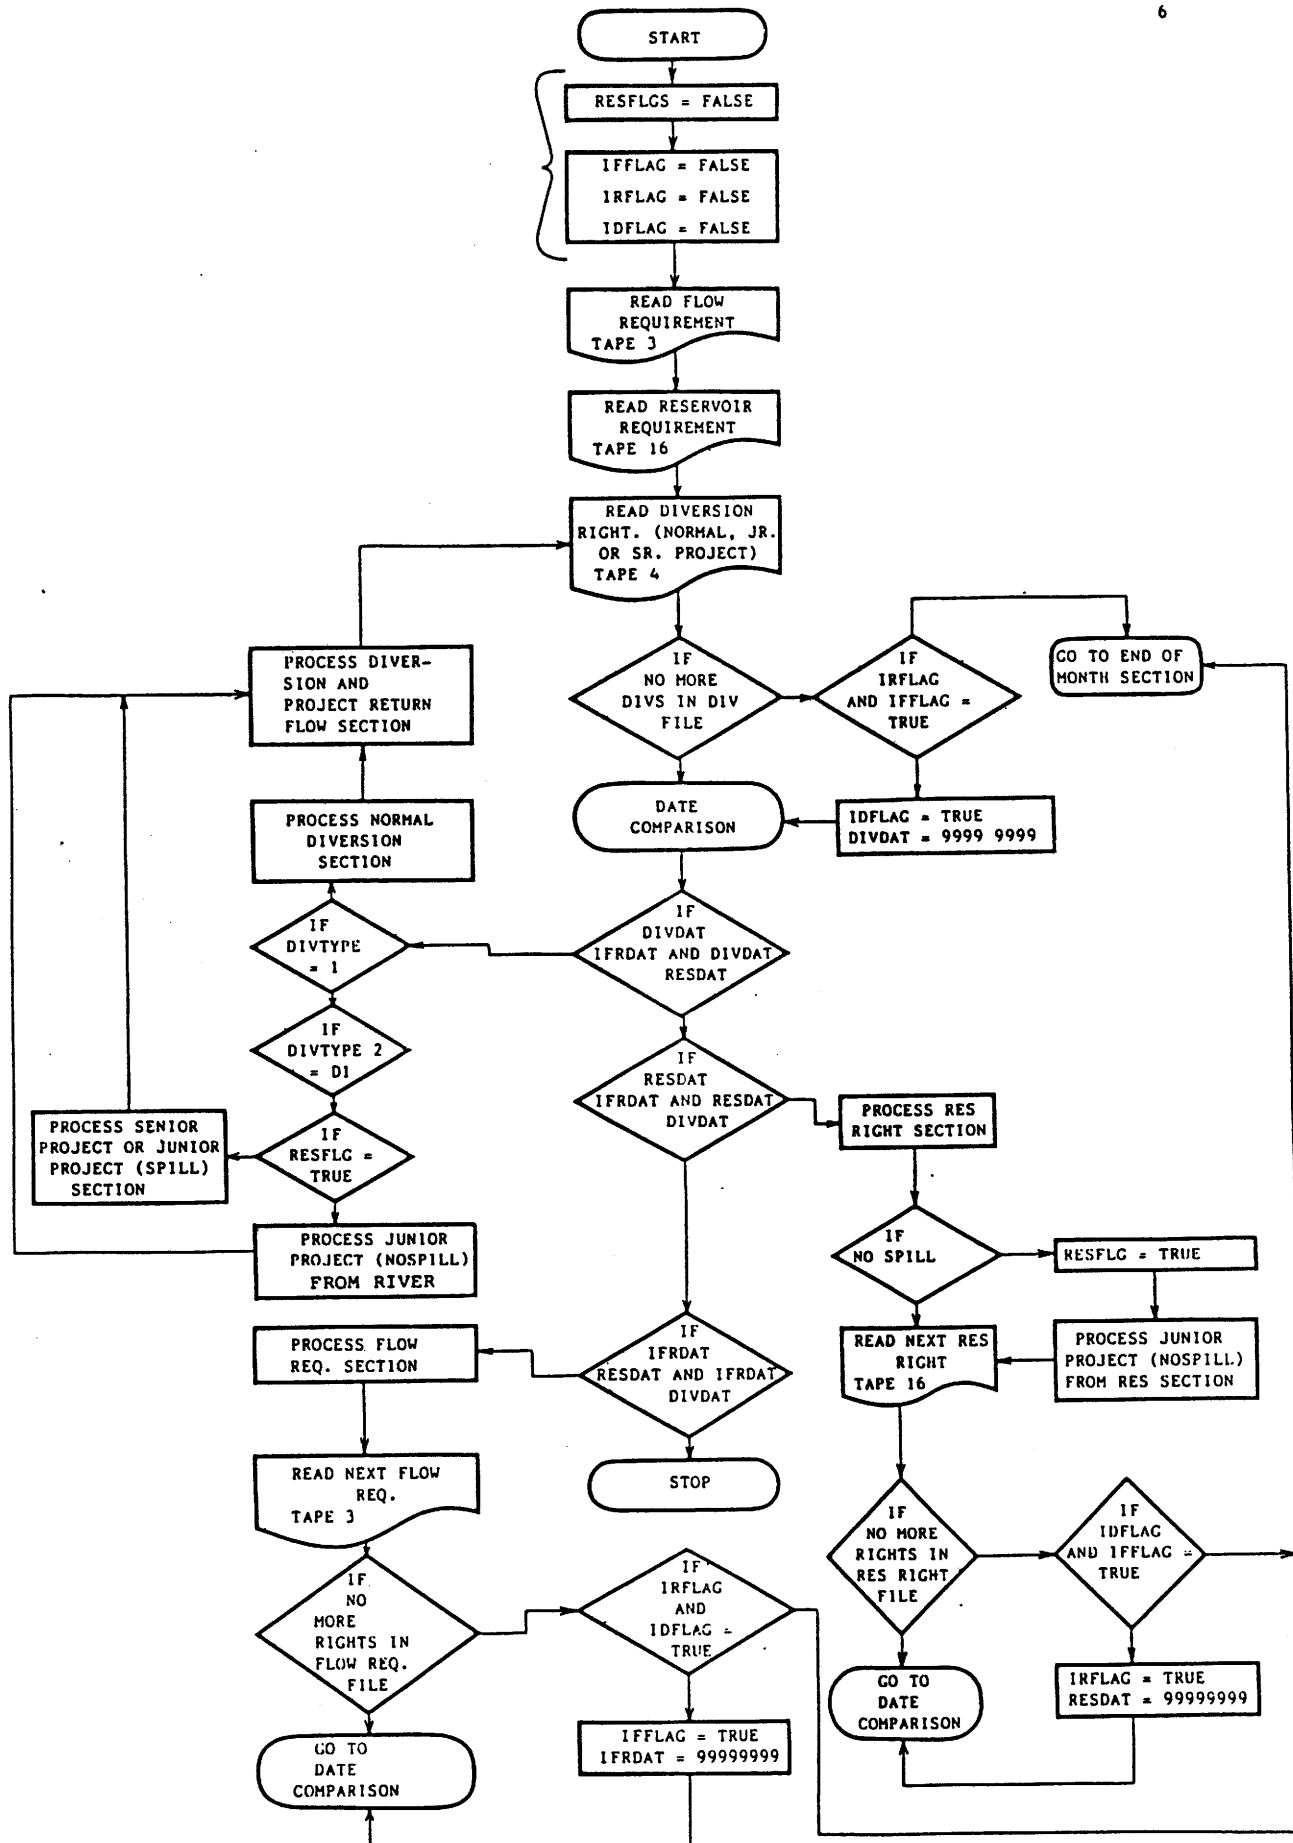 6
START
RESFLGS = FALSE
IFFLAG = FALSE
IRFLAG = FALSE
IDFLAG = FALSE
READ FLOW
REQUIREMENT
TAPE 3
READ RESERVOIR
REQUIREMENT
TAPE 16
READ DIVERSION
RIGHT. (NORMAL, JR.
OR SR. PROJECT)
TAPE 4
IF
NO MORE
DIVS IN DIV
FILE
IF
IRFLAG
AND IFFLAG =
TRUE
GO TO END OF
MONTH SECTION
PROCESS DIVER-
SION AND
PROJECT RETURN
FLOW SECTION
DATE
COMPARISON
IDFLAG = TRUE
DIVDAT = 9999 9999
PROCESS NORMAL
DIVERSION
SECTION
IF
DIVTYPE
= 1
IF
DIVDAT
IFRDAT AND DIVDAT
RESDAT
IF
DIVTYPE 2
= D1
IF
RESDAT
IFRDAT AND RESDAT
DIVDAT
PROCESS RES
RIGHT SECTION
PROCESS SENIOR
PROJECT OR JUNIOR
PROJECT (SPILL)
SECTION
IF
RESFLG =
TRUE
PROCESS JUNIOR
PROJECT (NOSPILL)
FROM RIVER
IF
NO SPILL
RESFLG = TRUE
PROCESS FLOW
REQ. SECTION
IF
IFRDAT
RESDAT AND IFRDAT
DIVDAT
READ NEXT RES
RIGHT
TAPE 16
PROCESS JUNIOR
PROJECT (NOSPILL)
FROM RES SECTION
READ NEXT FLOW
REQ.
TAPE 3
STOP
IF
NO MORE
RIGHTS IN
RES RIGHT
FILE
IF
IDFLAG
AND IFFLAG =
TRUE
IF
NO
MORE
RIGHTS IN
FLOW REQ.
FILE
IF
IRFLAG
AND
IDFLAG =
TRUE
GO TO
DATE
COMPARISON
IRFLAG = TRUE
RESDAT = 99999999
GO TO
DATE
COMPARISON
IFFLAG = TRUE
IFRDAT = 99999999